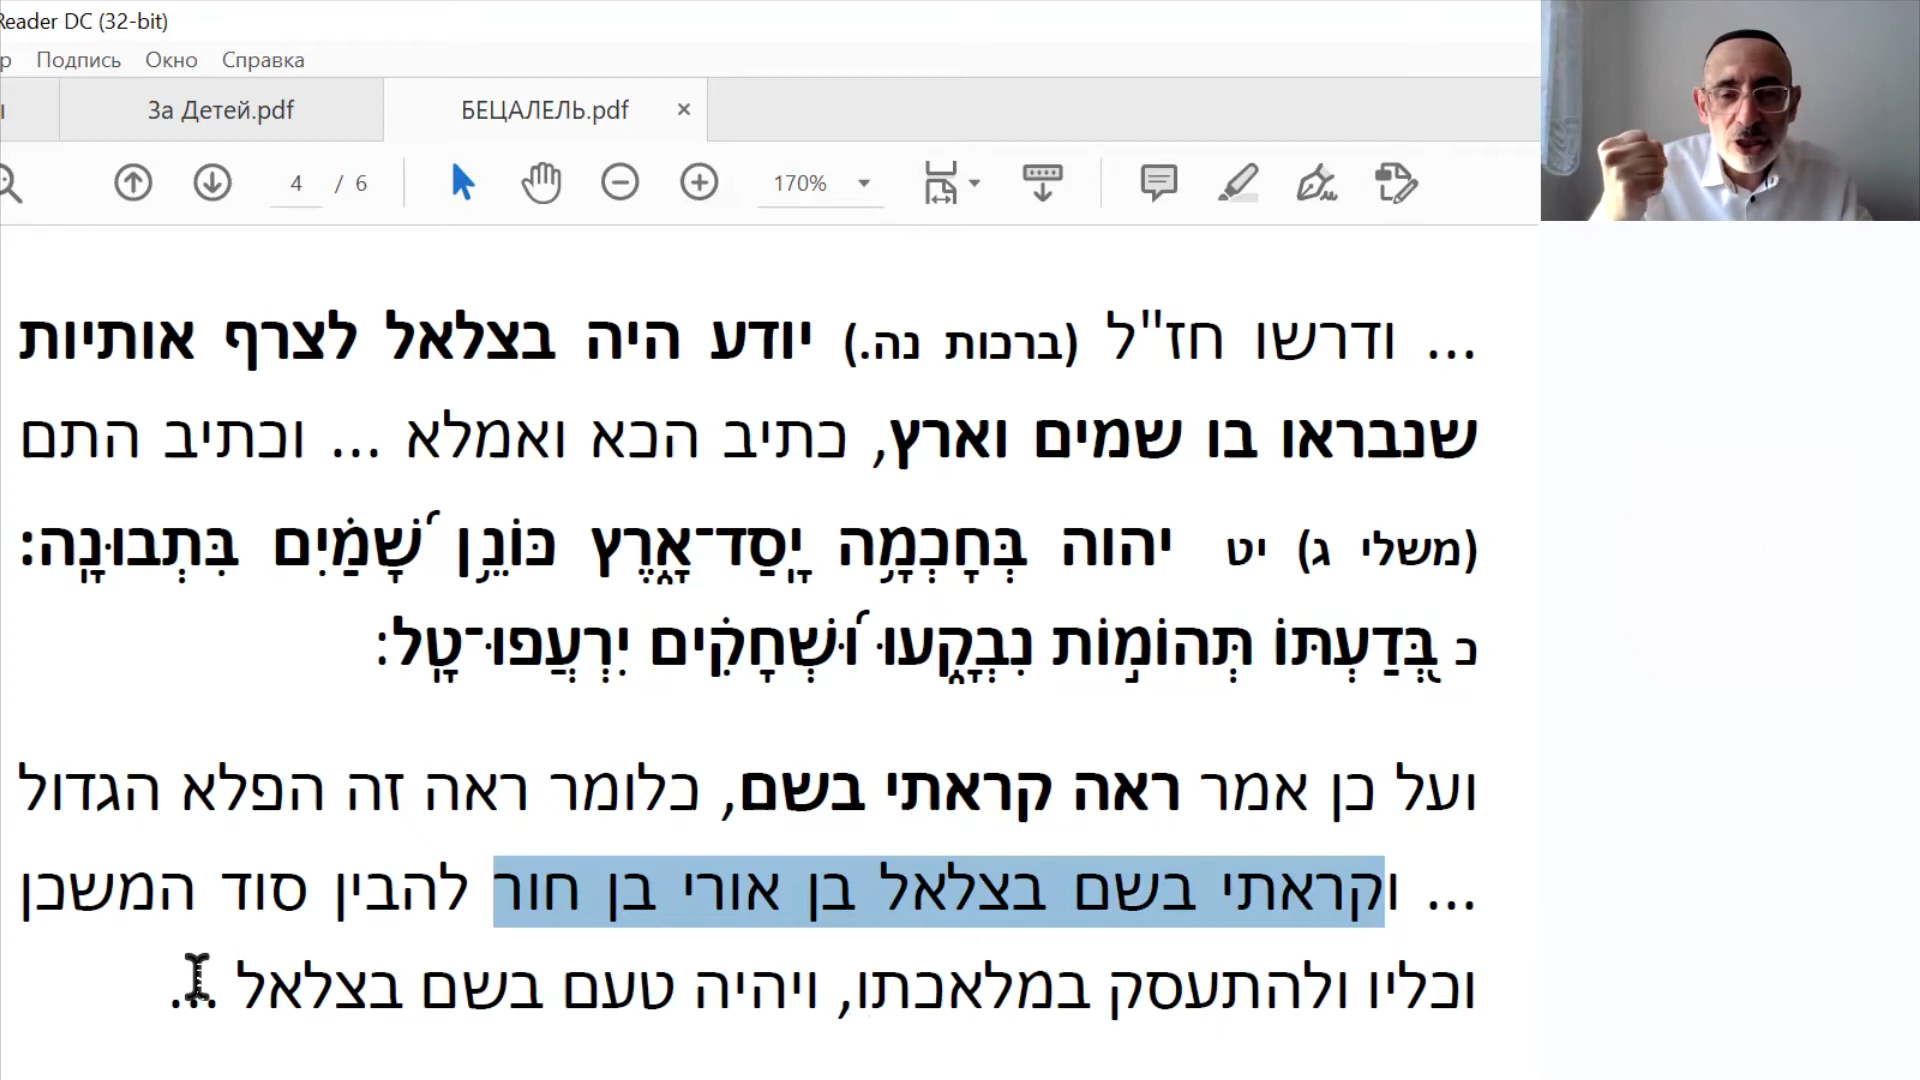 Reader DC (32-bit)
р Подпись Окно Справка
ы За Детей.pdf БЕЦАЛЕЛЬ.pdf ×
4 / 6 170%
... ודרשו חז"ל (ברכות נה.) יודע היה בצלאל לצרף אותיות
שנבראו בו שמים וארץ, כתיב הכא ואמלא ... וכתיב התם
(משלי ג) יט יהוה בְּחָכְמָ֥ה יָֽסַד־אָ֑רֶץ כּוֹנֵ֥ן שָׁ֝מַ֗יִם בִּתְבוּנָֽה:
כ בְּ֭דַעְתּוֹ תְּהוֹמ֣וֹת נִבְקָ֑עוּ וּ֝שְׁחָקִ֗ים יִרְעֲפוּ־טָֽל:
ועל כן אמר ראה קראתי בשם, כלומר ראה זה הפלא הגדול
... וקראתי בשם בצלאל בן אורי בן חור להבין סוד המשכן
וכליו ולהתעסק במלאכתו, ויהיה טעם בשם בצלאל ...